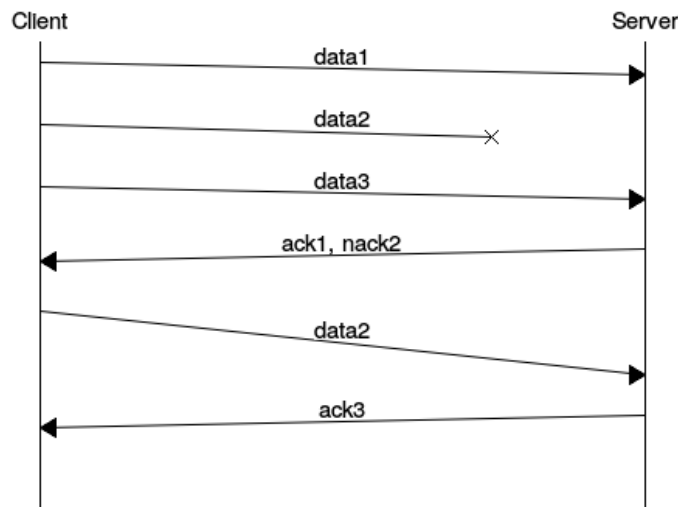 Client Server
data1
data2
data3
ack1, nack2
data2
ack3